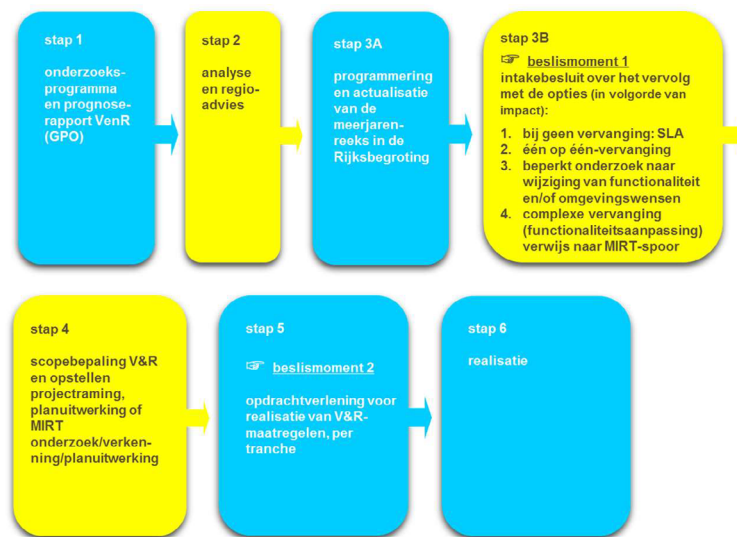 stap 1
onderzoeks-
programma
en prognose-
rapport VenR
(GPO)
stap 2
analyse
en regio-
advies
stap 3A
programmering
en actualisatie
van de
meerjaren-
reeks in de
Rijksbegroting
stap 3B
☞ beslismoment 1
intakebesluit over het vervolg
met de opties (in volgorde van
impact):
1. bij geen vervanging: SLA
2. één op één-vervanging
3. beperkt onderzoek naar
wijziging van functionaliteit
en/of omgevingswensen
4. complexe vervanging
(functionaliteitsaanpassing)
verwijs naar MIRT-spoor
stap 4
scopebepaling V&R
en opstellen
projectraming,
planuitwerking of
MIRT
onderzoek/verken-
ning/planuitwerking
stap 5
☞ beslismoment 2
opdrachtverlening voor
realisatie van V&R-
maatregelen, per
tranche
stap 6
realisatie